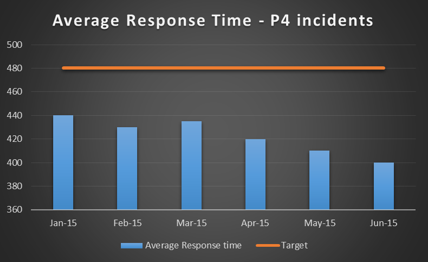 Average Response Time - P4 incidents
500
480
460
440
420
400
380
360
Jan-15 Feb-15 Mar-15 Apr-15 May-15 Jun-15
Average Response time Target